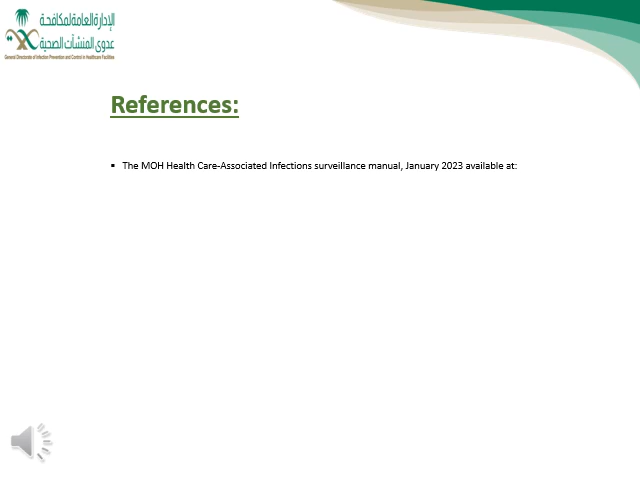 الإدارة العامة لمكافحة
عدوى المنشآت الصحية
General Directorate of Infection Prevention and Control in Healthcare Facilities
References:
▪ The MOH Health Care-Associated Infections surveillance manual, January 2023 available at: